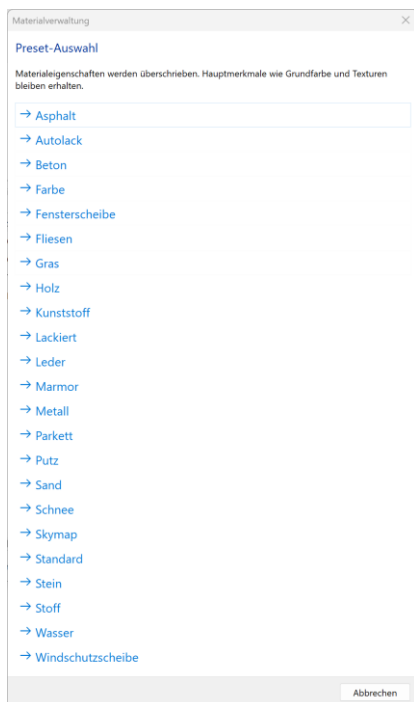 Materialverwaltung
Preset-Auswahl
Materialeigenschaften werden überschrieben. Hauptmerkmale wie Grundfarbe und Texturen
bleiben erhalten.
→ Asphalt
→ Autolack
→ Beton
→ Farbe
→ Fensterscheibe
→ Fliesen
→ Gras
→ Holz
→ Kunststoff
→ Lackiert
→ Leder
→ Marmor
→ Metall
→ Parkett
→ Putz
→ Sand
→ Schnee
→ Skymap
→ Standard
→ Stein
→ Stoff
→ Wasser
→ Windschutzscheibe
Abbrechen